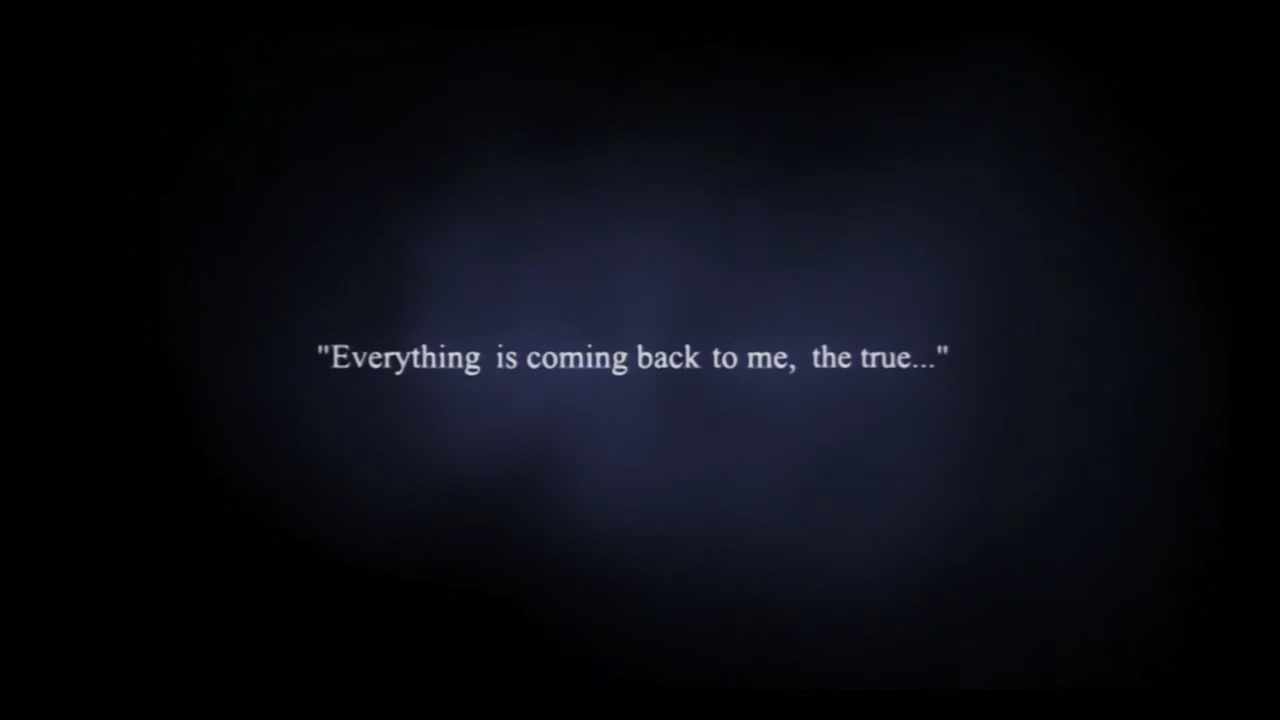 "Everything is coming back to me, the true..."